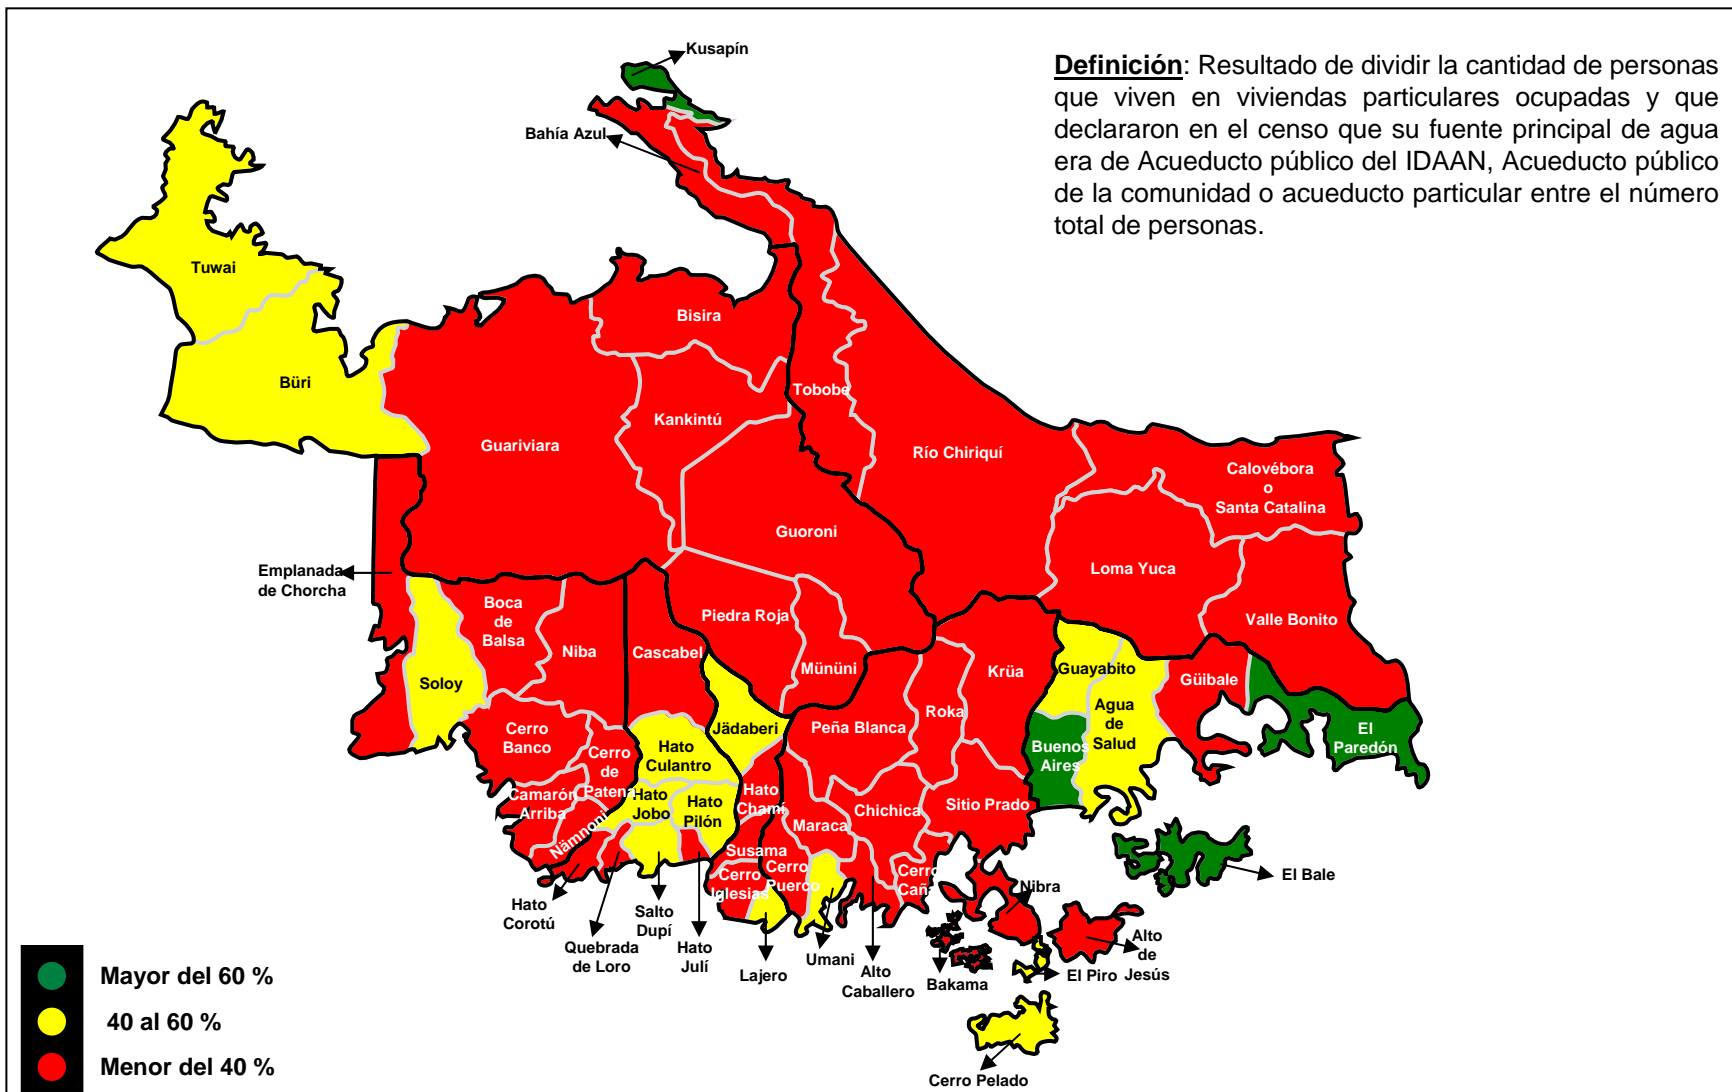 Kusapín
Definición: Resultado de dividir la cantidad de personas
que viven en viviendas particulares ocupadas y que
declararon en el censo que su fuente principal de agua
era de Acueducto público del IDAAN, Acueducto público
de la comunidad o acueducto particular entre el número
total de personas.
Bahía Azul
Tuwai
Büri
Bisira
Tobobe
Kankintú
Guariviara
Río Chiriquí
Calovébora
o
Santa Catalina
Guoroni
Emplanada
de Chorcha
Loma Yuca
Boca
de
Balsa
Piedra Roja
Valle Bonito
Niba
Cascabel
Mününi
Krüa
Guayabito
Soloy
Güibale
Roka
Agua
de
Salud
Cerro
Banco
Jädaberi
Peña Blanca
Buenos
Aires
El
Paredón
Hato
Culantro
Cerro
de
Patena
Camarón
Arriba
Hato
Jobo
Hato
Pilón
Hato
Chamí
Chichica
Sitio Prado
Maraca
Nämnoni
Susama
Cerro
Iglesias
Cerro
Puerco
Cerro
Caña
Nibra
El Bale
Hato
Corotú
Salto
Dupí
Quebrada
de Loro
Hato
Julí
Lajero
Umani
Alto
Caballero
Bakama
El Piro
Alto
de
Jesús
Cerro Pelado
Mayor del 60 %
40 al 60 %
Menor del 40 %